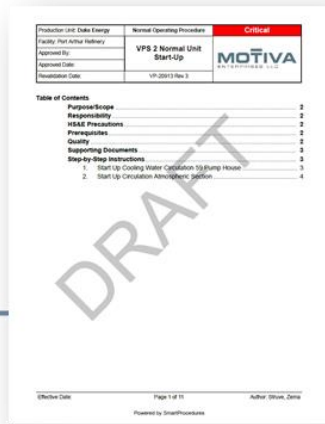 Production Unit: Duke Energy
Normal Operating Procedure
Critical
Facility: Port Arthur Refinery
VPS 2 Normal Unit Start-Up
MOTIVA
ENTERPRISES LLC
Approved By:
Approved Date:
Revalidation Date:
VP-20913 Rev 3
Table of Contents
Purpose/Scope 2
Responsibility 2
HS&E Precautions 2
Prerequisites 2
Quality 2
Supporting Documents 3
Step-by-Step Instructions 3
1. Start Up Cooling Water Circulation 59 Pump House 3
2. Start Up Circulation Atmospheric Section 4
DRAFT
Effective Date:
Page 1 of 11
Author: Struve, Zema
Powered by SmartProcedures